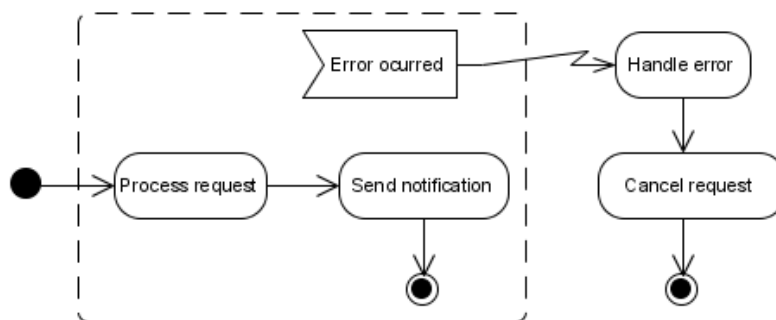 Error ocurred
Handle error
Process request
Send notification
Cancel request